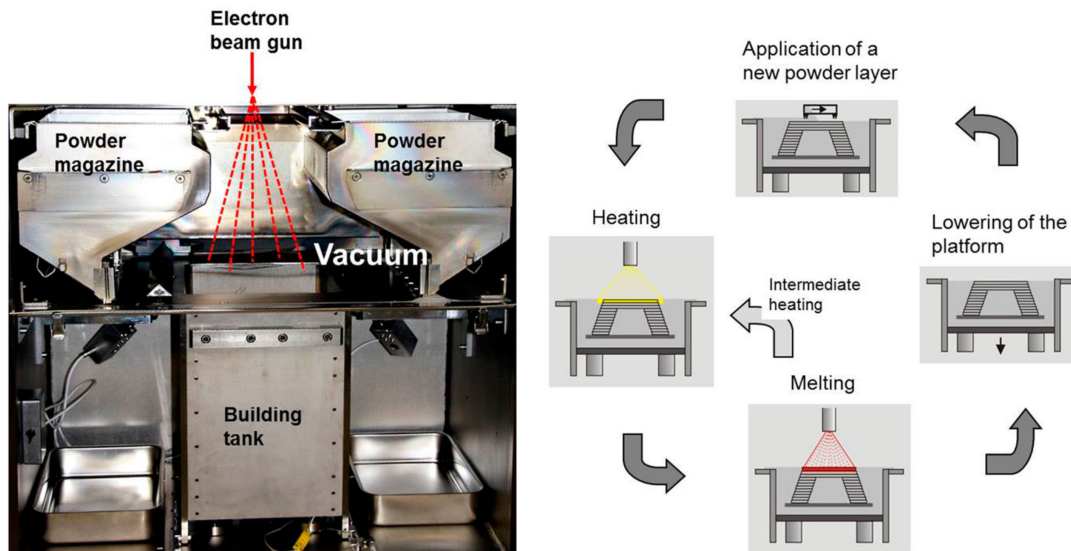 Electron
beam gun
Powder
magazine
Powder
magazine
Vacuum
Building
tank
Application of a
new powder layer
Heating
Lowering of the
platform
Intermediate
heating
Melting